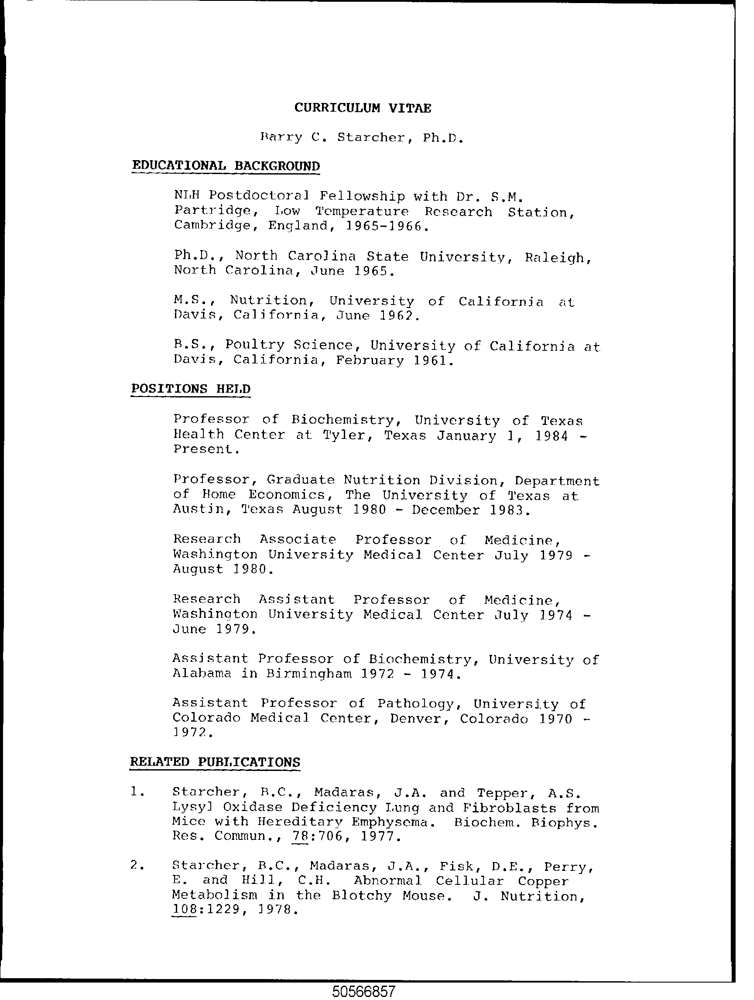 CURRICULUM VITAE
Barry C. Starcher, Ph.D.
EDUCATIONAL BACKGROUND
NIH Postdoctoral Fellowship with Dr. S.M.
Partridge, Low Temperature Research Station,
Cambridge, England, 1965-1966.
Ph.D., North Carolina State University, Raleigh,
North Carolina, June 1965.
M.S., Nutrition, University of California at
Davis, California, June 1962.
B.S., Poultry Science, University of California at
Davis, California, February 1961.
POSITIONS HELD
Professor of Biochemistry, University of Texas
Health Center at Tyler, Texas January 1, 1984 -
Present.
Professor, Graduate Nutrition Division, Department
of Home Economics, The University of Texas at
Austin, Texas August 1980 - December 1983.
Research Associate Professor of Medicine,
Washington University Medical Center July 1979 -
August 1980.
Research Assistant Professor of Medicine,
Washington University Medical Center July 1974 -
June 1979.
Assistant Professor of Biochemistry, University of
Alabama in Birmingham 1972 - 1974.
Assistant Professor of Pathology, University of
Colorado Medical Center, Denver, Colorado 1970 -
1972.
RELATED PUBLICATIONS
1. Starcher, B.C., Madaras, J.A. and Tepper, A.S.
Lysyl Oxidase Deficiency Lung and Fibroblasts from
Mice with Hereditary Emphysema. Biochem. Biophys.
Res. Commun., 78:706, 1977.
2. Starcher, B.C., Madaras, J.A., Fisk, D.E., Perry,
E. and Hill, C.H. Abnormal Cellular Copper
Metabolism in the Blotchy Mouse. J. Nutrition,
108:1229, 1978.
50566857